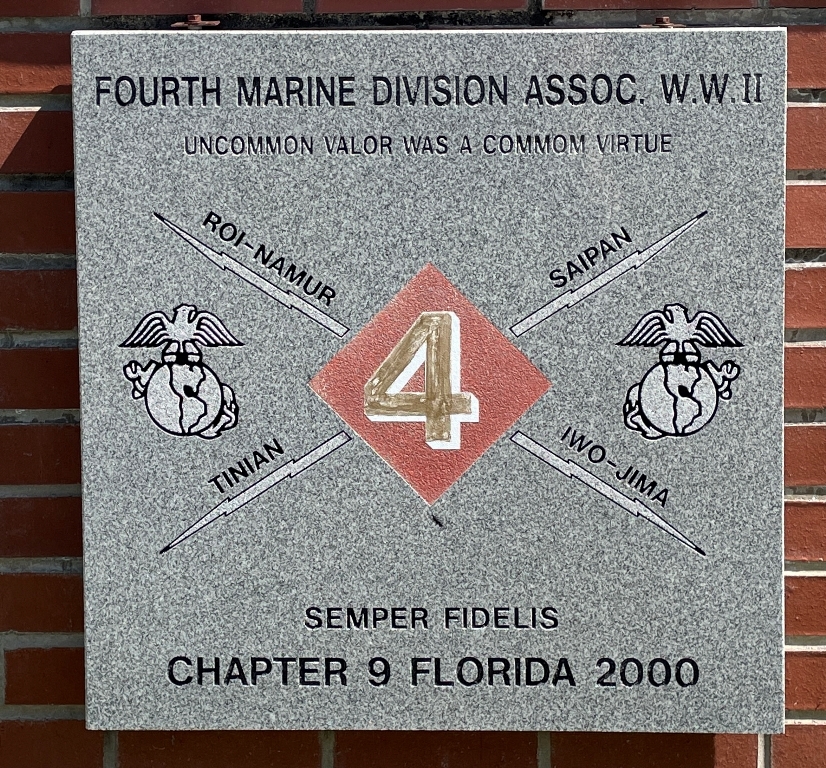 FOURTH MARINE DIVISION ASSOC. W.W.II
UNCOMMON VALOR WAS A COMMOM VIRTUE
ROI-NAMUR
SAIPAN
4
TINIAN
IWO-JIMA
SEMPER FIDELIS
CHAPTER 9 FLORIDA 2000